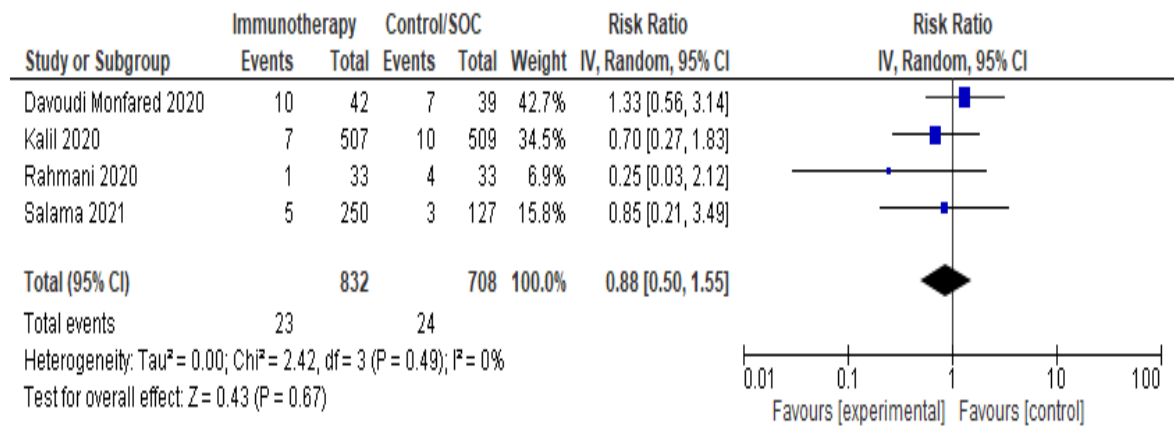 Immunotherapy Control/SOC Risk Ratio Risk Ratio
Study or Subgroup Events Total Events Total Weight IV, Random, 95% CI IV, Random, 95% CI
Davoudi Monfared 2020 10 42 7 39 42.7% 1.33 [0.56, 3.14]
Kalil 2020 7 507 10 509 34.5% 0.70 [0.27, 1.83]
Rahmani 2020 1 33 4 33 6.9% 0.25 [0.03, 2.12]
Salama 2021 5 250 3 127 15.8% 0.85 [0.21, 3.49]
Total (95% CI) 832 708 100.0% 0.88 [0.50, 1.55]
Total events 23 24
Heterogeneity: Tau² = 0.00; Chi² = 2.42, df = 3 (P = 0.49); I² = 0%
Test for overall effect: Z = 0.43 (P = 0.67)
0.01 0.1 1 10 100
Favours [experimental] Favours [control]